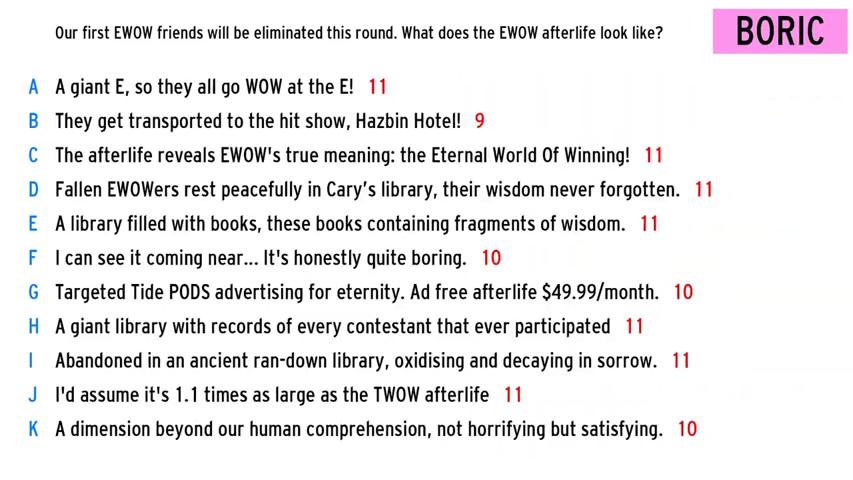 Our first EWOW friends will be eliminated this round. What does the EWOW afterlife look like?
BORIC
A A giant E, so they all go WOW at the E! 11
B They get transported to the hit show, Hazbin Hotel! 9
C The afterlife reveals EWOW's true meaning: the Eternal World Of Winning! 11
D Fallen EWOWers rest peacefully in Cary’s library, their wisdom never forgotten. 11
E A library filled with books, these books containing fragments of wisdom. 11
F I can see it coming near... It's honestly quite boring. 10
G Targeted Tide PODS advertising for eternity. Ad free afterlife $49.99/month. 10
H A giant library with records of every contestant that ever participated 11
I Abandoned in an ancient ran-down library, oxidising and decaying in sorrow. 11
J I'd assume it's 1.1 times as large as the TWOW afterlife 11
K A dimension beyond our human comprehension, not horrifying but satisfying. 10